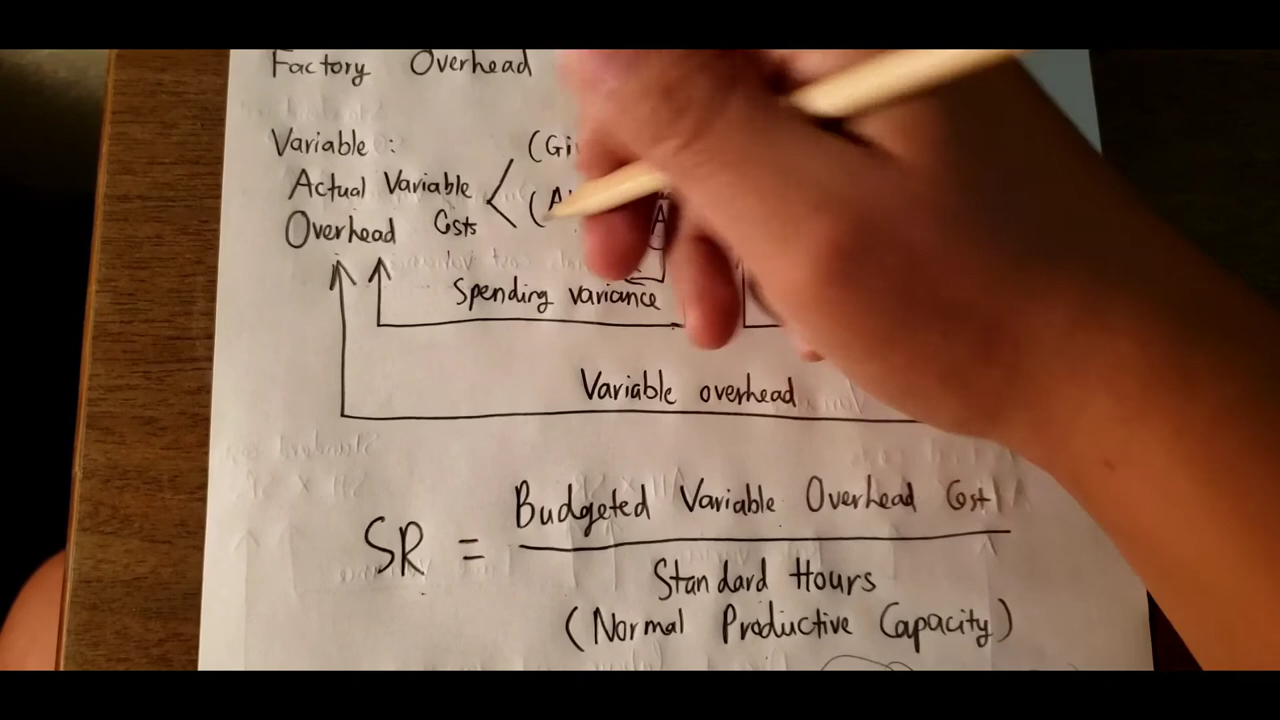 Factory Overhead
Variable :
Actual Variable
Overhead Costs
Spending variance
Variable overhead
SR = Budgeted Variable Overhead Cost
Standard Hours
(Normal Productive Capacity)